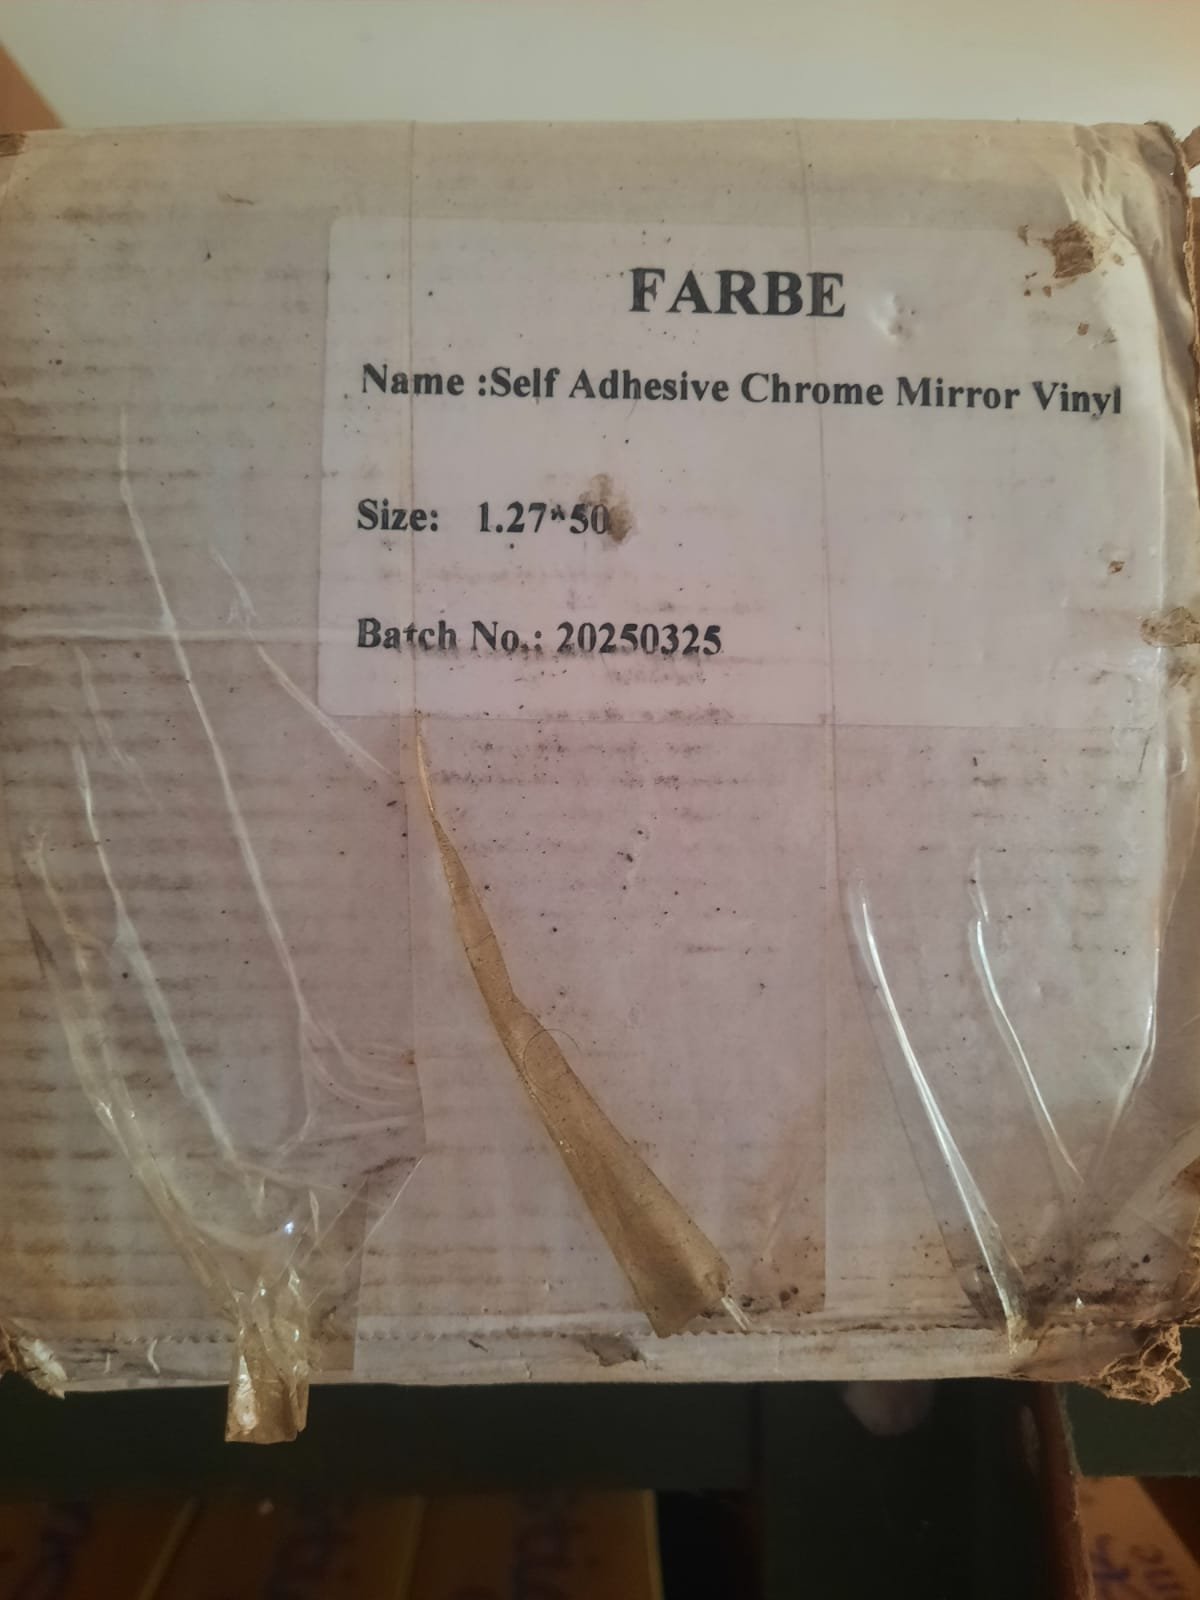 FARBE
Name :Self Adhesive Chrome Mirror Vinyl
Size: 1.27*50
Batch No.: 20250325